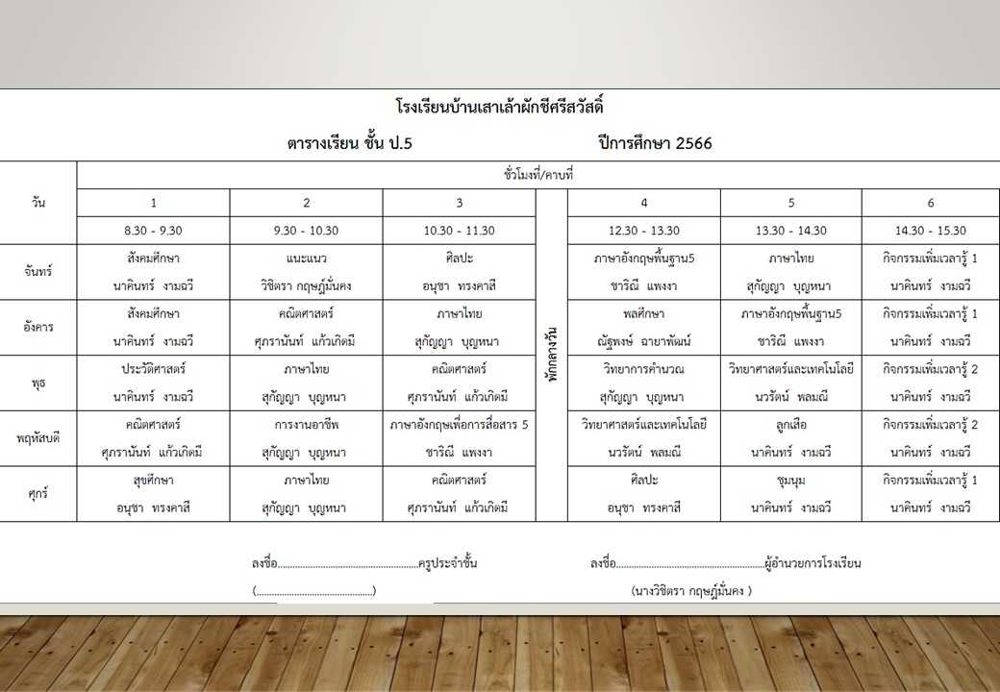 โรงเรียนบ้านเสาเล้าผักชีศรีสวัสดิ์
ตารางเรียน ชั้น ป.5 ปีการศึกษา 2566
วัน ชั่วโมงที่/คาบที่
1 2 3 พักกลางวัน 4 5 6
8.30 - 9.30 9.30 - 10.30 10.30 - 11.30 12.30 - 13.30 13.30 - 14.30 14.30 - 15.30
จันทร์ สังคมศึกษา แนะแนว ศิลปะ ภาษาอังกฤษพื้นฐาน5 ภาษาไทย กิจกรรมเพิ่มเวลารู้ 1
นาคินทร์ งามฉวี วิชิตรา กฤษฎ์มั่นคง อนุชา ทรงคาสี ชาริณี แพงงา สุกัญญา บุญหนา นาคินทร์ งามฉวี
อังคาร สังคมศึกษา คณิตศาสตร์ ภาษาไทย พลศึกษา ภาษาอังกฤษพื้นฐาน5 กิจกรรมเพิ่มเวลารู้ 1
นาคินทร์ งามฉวี ศุภรานันท์ แก้วเกิดมี สุกัญญา บุญหนา ณัฐพงษ์ ฉายาพัฒน์ ชาริณี แพงงา นาคินทร์ งามฉวี
พุธ ประวัติศาสตร์ ภาษาไทย คณิตศาสตร์ วิทยาการคำนวณ วิทยาศาสตร์และเทคโนโลยี กิจกรรมเพิ่มเวลารู้ 2
นาคินทร์ งามฉวี สุกัญญา บุญหนา ศุภรานันท์ แก้วเกิดมี สุกัญญา บุญหนา นวรัตน์ พลมณี นาคินทร์ งามฉวี
พฤหัสบดี คณิตศาสตร์ การงานอาชีพ ภาษาอังกฤษเพื่อการสื่อสาร 5 วิทยาศาสตร์และเทคโนโลยี ลูกเสือ กิจกรรมเพิ่มเวลารู้ 2
ศุภรานันท์ แก้วเกิดมี สุกัญญา บุญหนา ชาริณี แพงงา นวรัตน์ พลมณี นาคินทร์ งามฉวี นาคินทร์ งามฉวี
ศุกร์ สุขศึกษา ภาษาไทย คณิตศาสตร์ ศิลปะ ชุมนุม กิจกรรมเพิ่มเวลารู้ 1
อนุชา ทรงคาสี สุกัญญา บุญหนา ศุภรานันท์ แก้วเกิดมี อนุชา ทรงคาสี นาคินทร์ งามฉวี นาคินทร์ งามฉวี
ลงชื่อ..............................................ครูประจำชั้น ลงชื่อ................................................ผู้อำนวยการโรงเรียน
(......................................) (นางวิชิตรา กฤษฎ์มั่นคง )